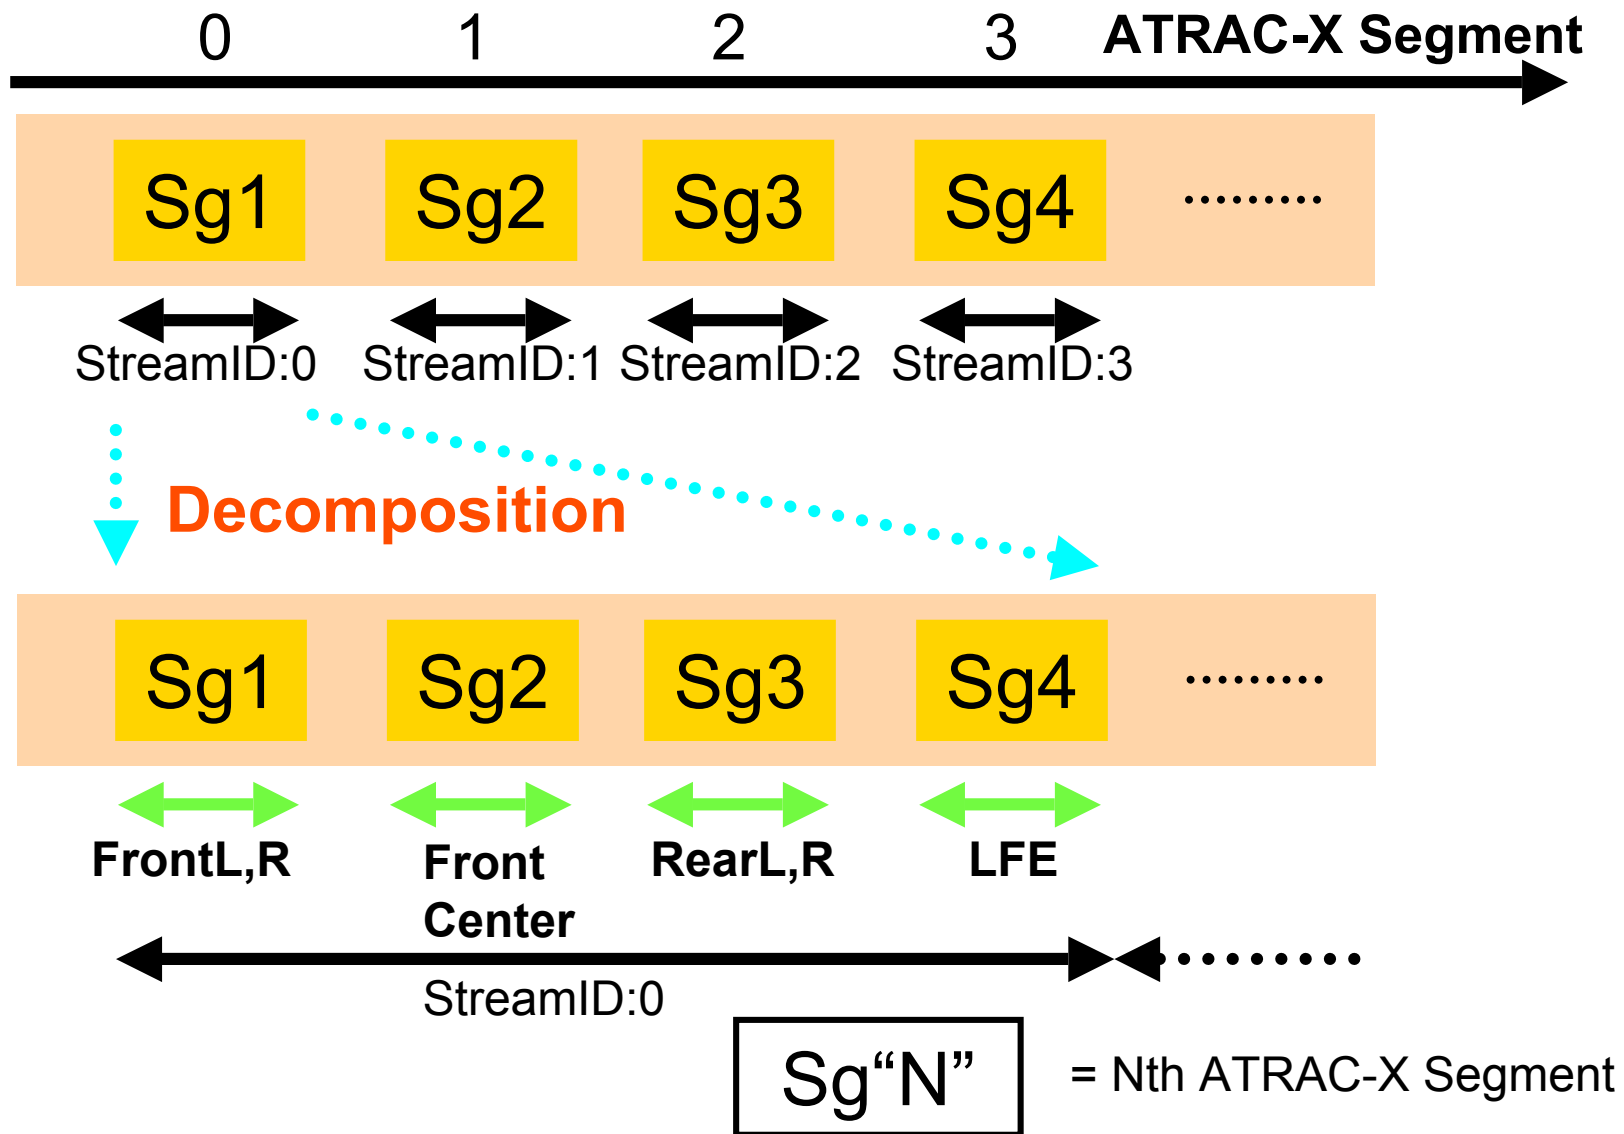 0 1 2 3 ATRAC-X Segment
Sg1 Sg2 Sg3 Sg4 .........
StreamID:0 StreamID:1 StreamID:2 StreamID:3
Decomposition
Sg1 Sg2 Sg3 Sg4 .........
FrontL,R Front RearL,R LFE
Center
StreamID:0
Sg“N” = Nth ATRAC-X Segment